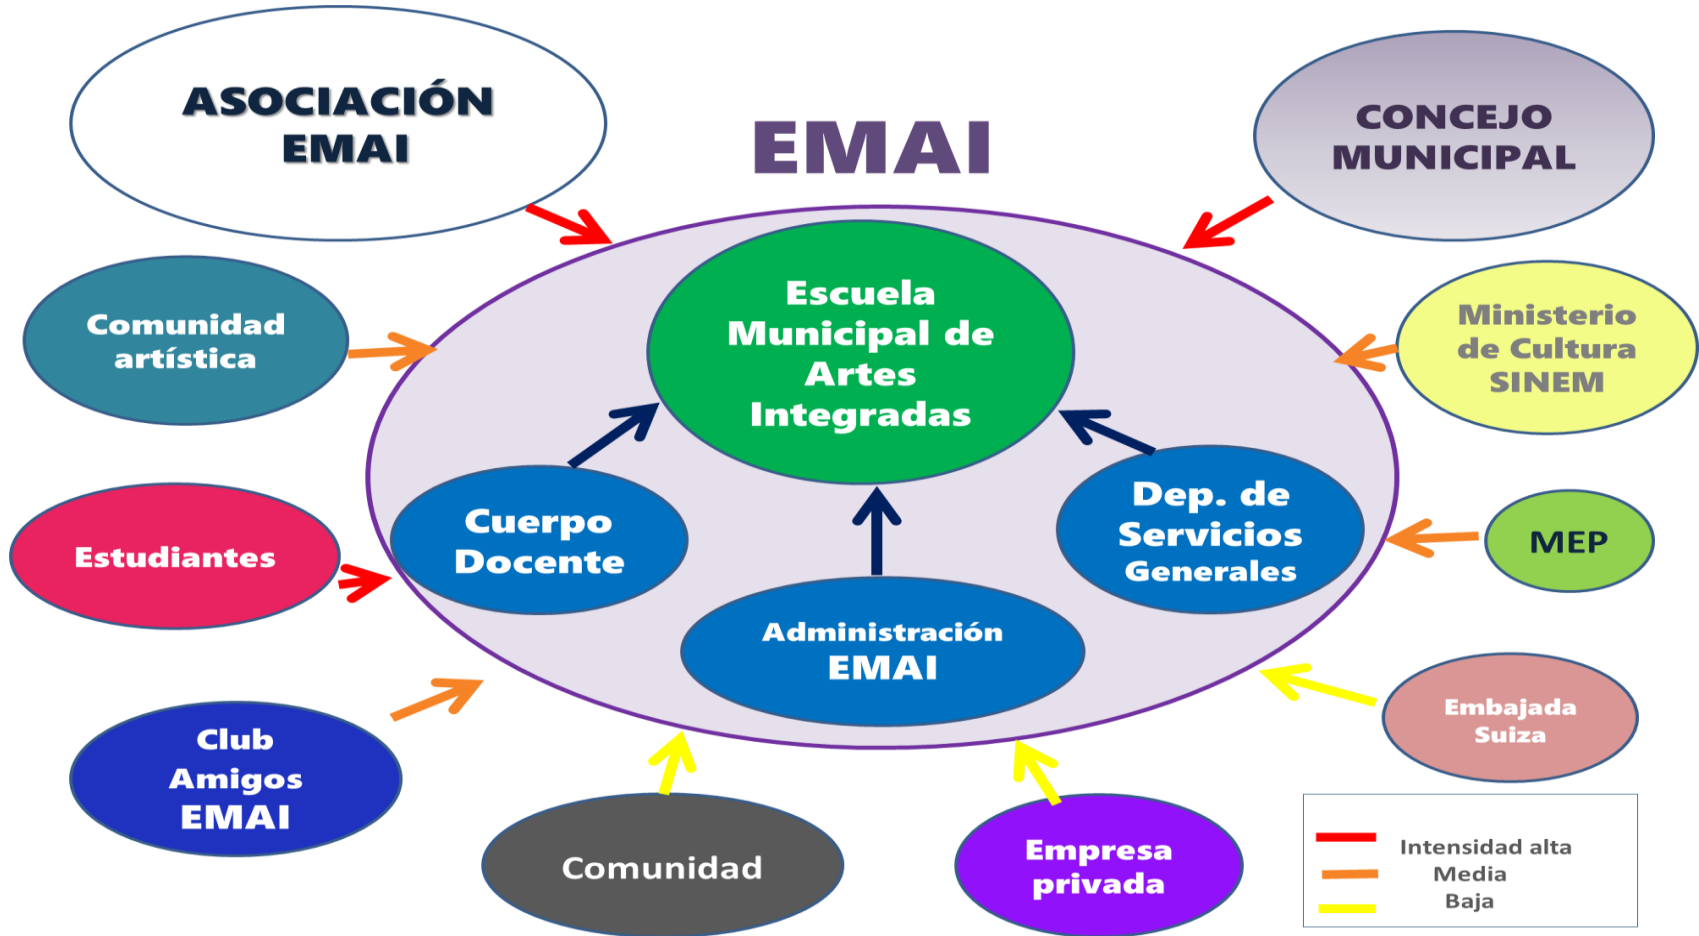 ASOCIACIÓN
EMAI
EMAI
CONCEJO
MUNICIPAL
Comunidad
artística
Escuela
Municipal de
Artes
Integradas
Ministerio
de Cultura
SINEM
Estudiantes
Cuerpo
Docente
Dep. de
Servicios
Generales
MEP
Administración
EMAI
Club
Amigos
EMAI
Embajada
Suiza
Comunidad
Empresa
privada
Intensidad alta
Media
Baja